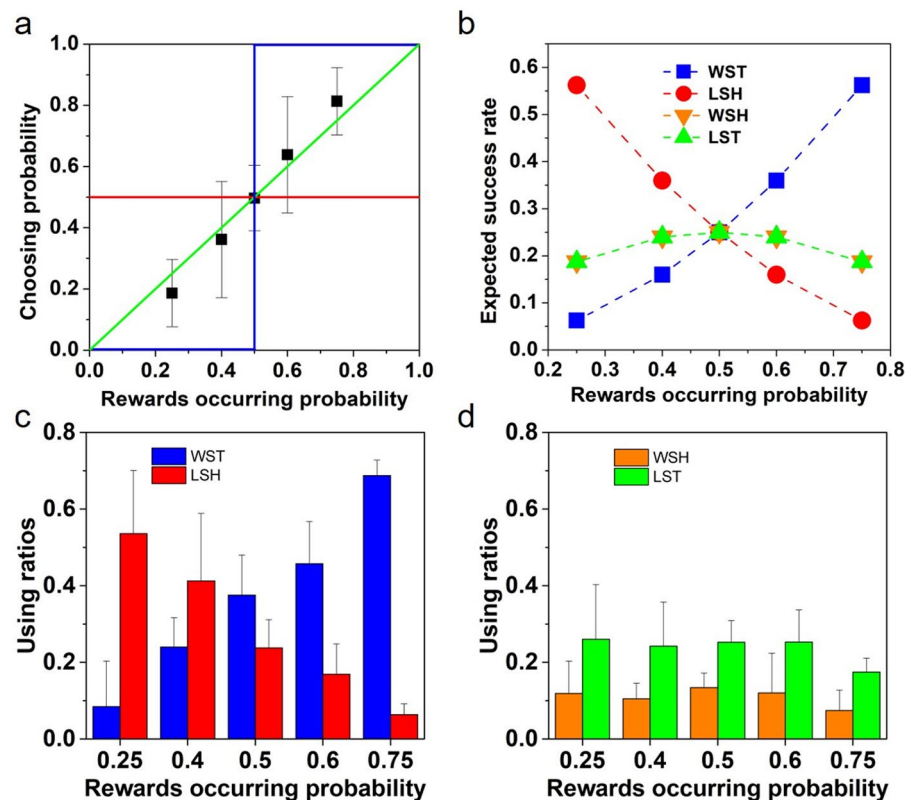 a
1.0
0.8
0.6
0.4
0.2
0.0
Choosing probability
0.0 0.2 0.4 0.6 0.8 1.0
Rewards occurring probability
b
0.6
0.5
0.4
0.3
0.2
0.1
0.0
Expected success rate
WST
LSH
WSH
LST
0.2 0.3 0.4 0.5 0.6 0.7 0.8
Rewards occurring probability
c
0.8
0.6
0.4
0.2
0.0
Using ratios
WST
LSH
0.25 0.4 0.5 0.6 0.75
Rewards occurring probability
d
0.8
0.6
0.4
0.2
0.0
Using ratios
WSH
LST
0.25 0.4 0.5 0.6 0.75
Rewards occurring probability